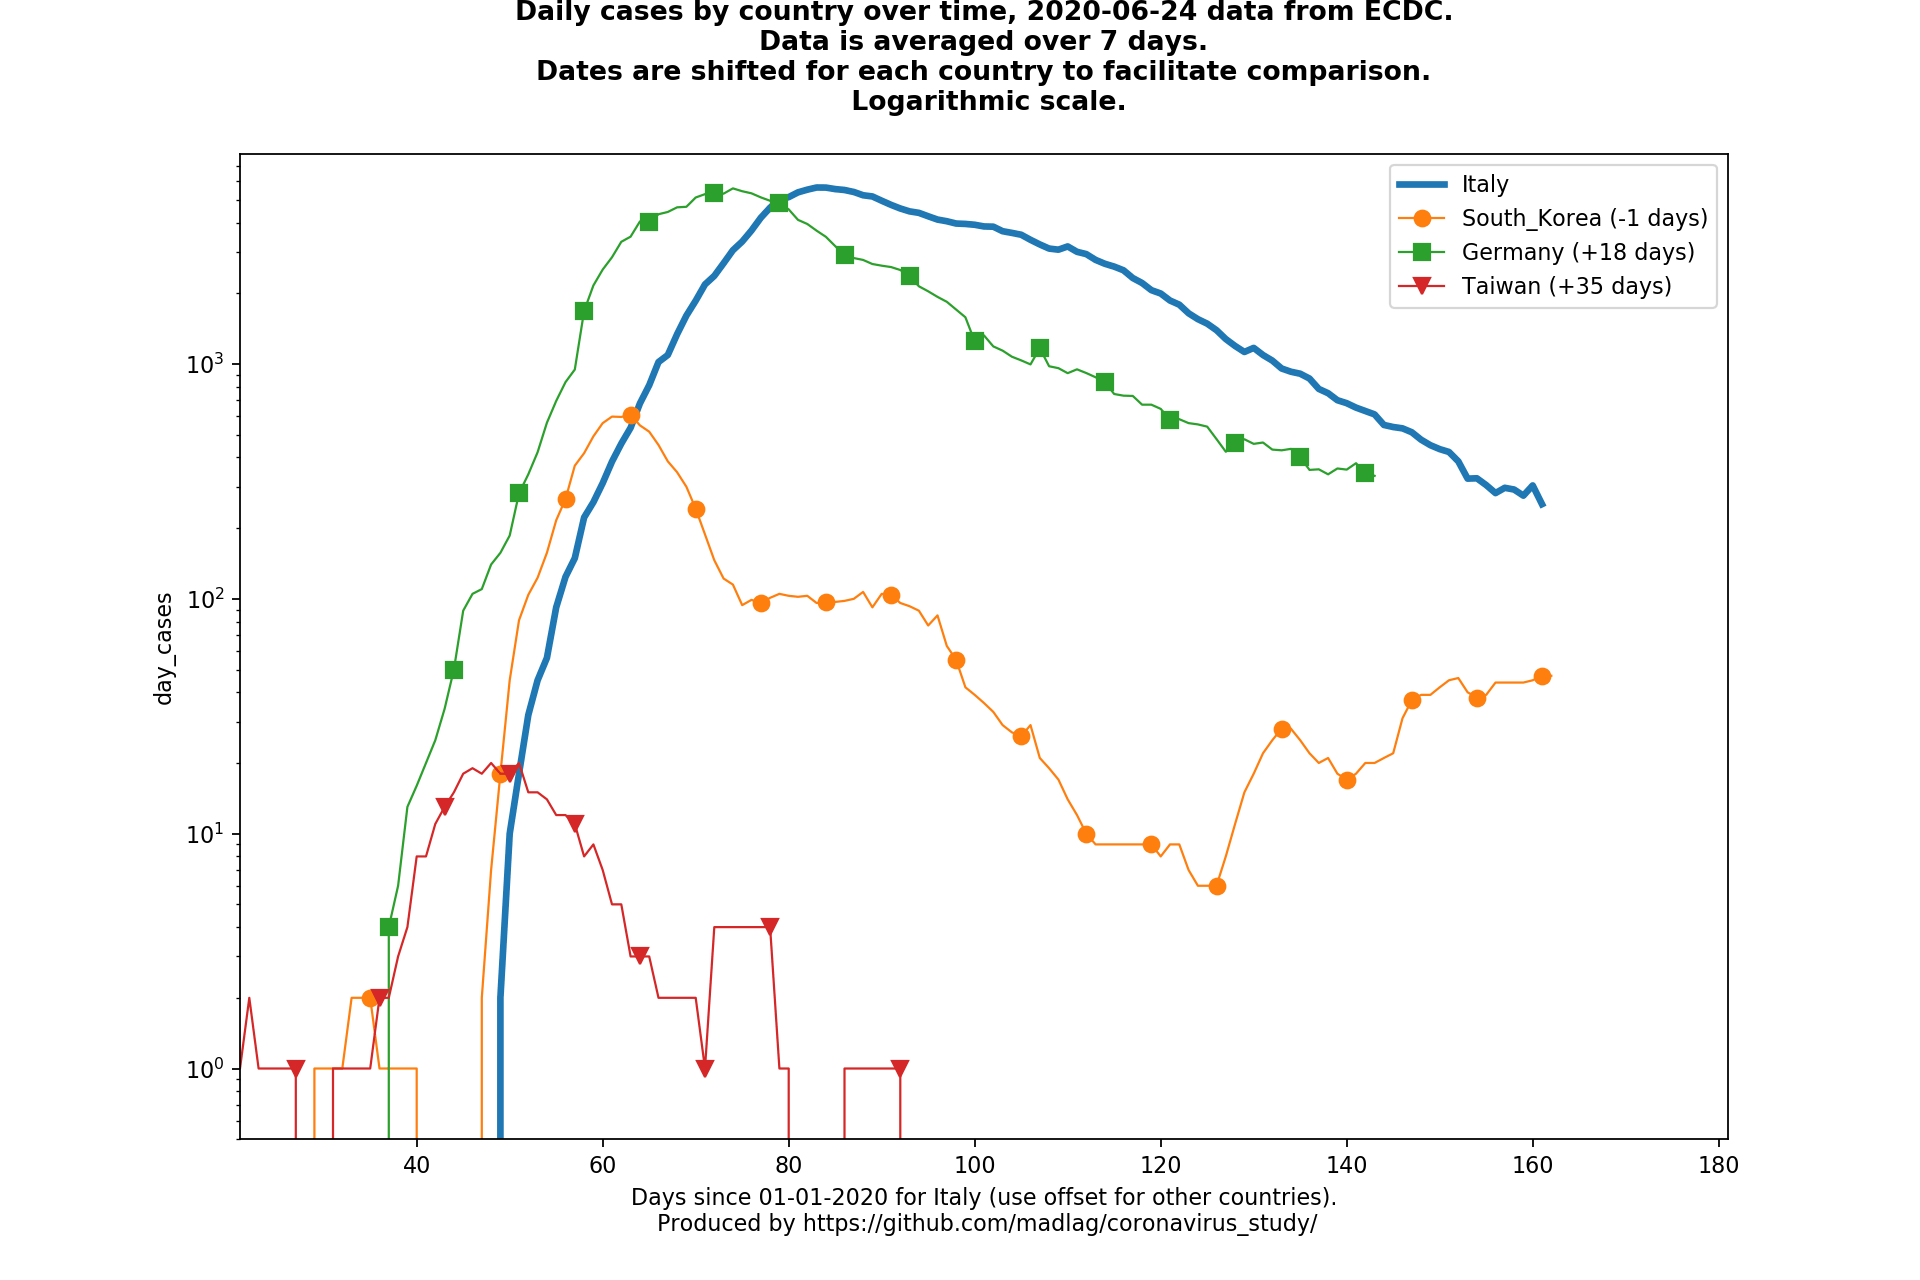 Daily cases by country over time, 2020-06-24 data from ECDC.
Data is averaged over 7 days.
Dates are shifted for each country to facilitate comparison.
Logarithmic scale.
Italy
South_Korea (-1 days)
Germany (+18 days)
Taiwan (+35 days)
10³
10²
10¹
10⁰
day_cases
40 60 80 100 120 140 160 180
Days since 01-01-2020 for Italy (use offset for other countries).
Produced by https://github.com/madlag/coronavirus_study/